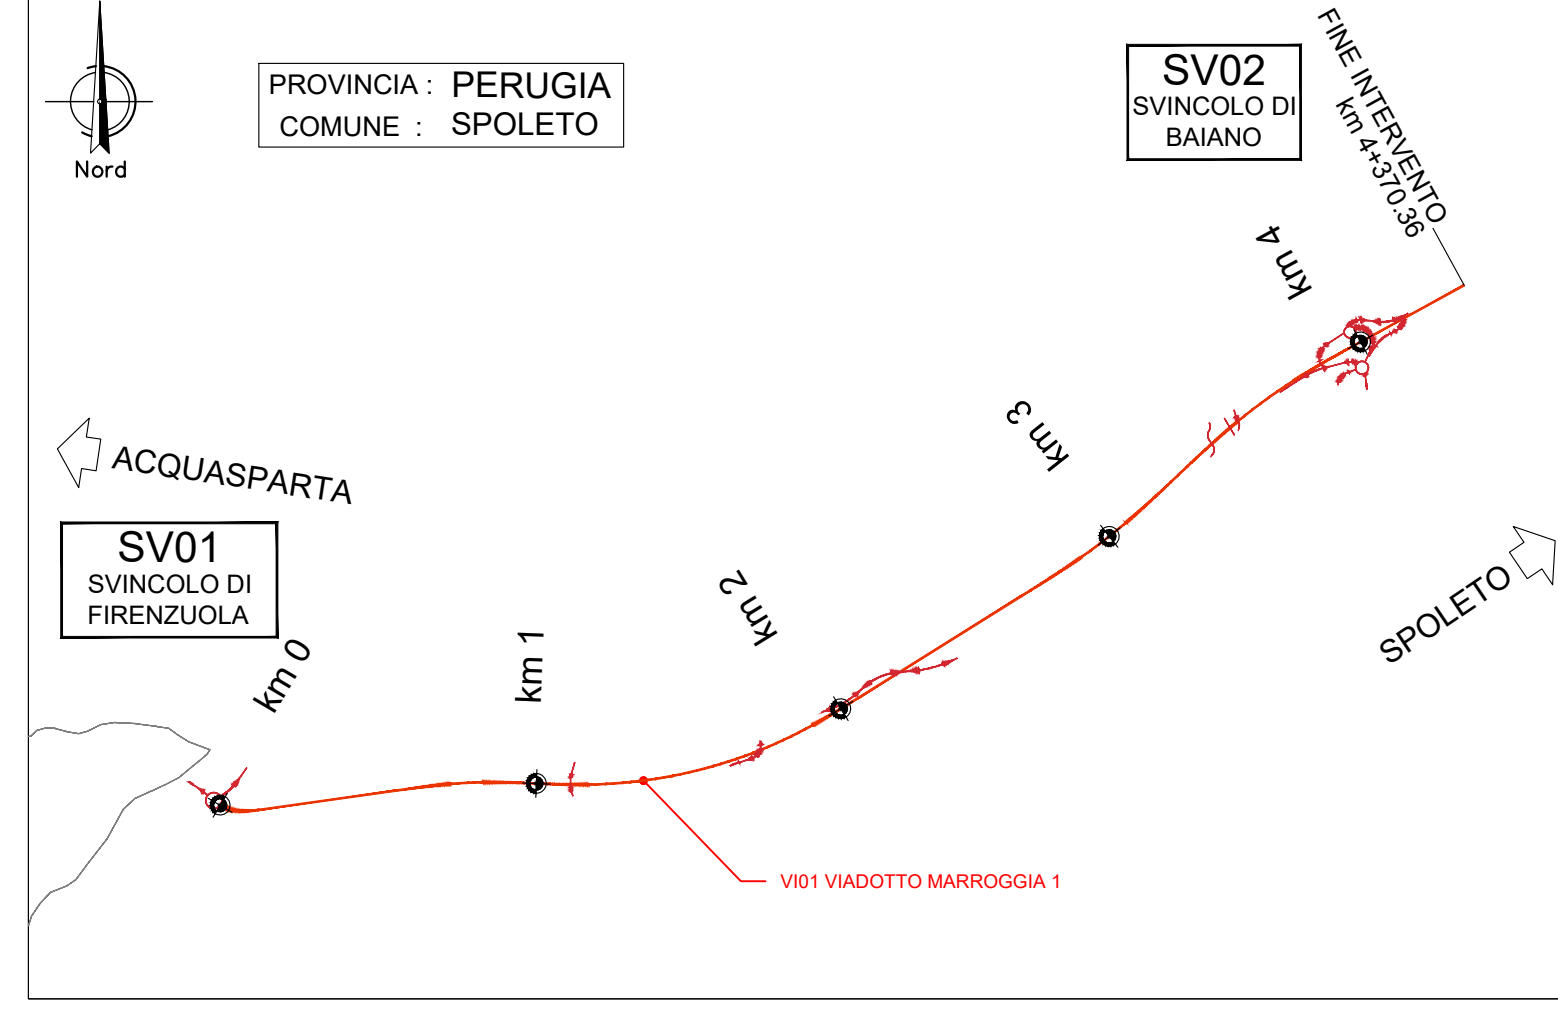 Nord
PROVINCIA : PERUGIA
COMUNE : SPOLETO
SV02
SVINCOLO DI
BAIANO
FINE INTERVENTO
km 4+370.36
km 4
km 3
ACQUASPARTA
SV01
SVINCOLO DI
FIRENZUOLA
km 0
km 1
km 2
SPOLETO
VI01 VIADOTTO MARROGGIA 1